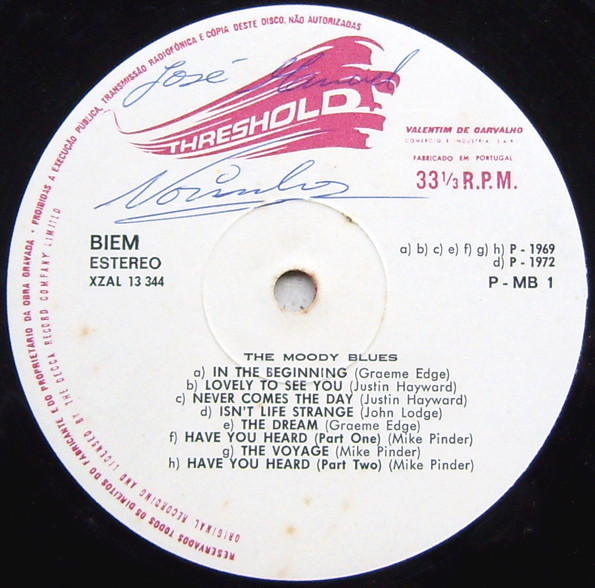 RESERVADOS TODOS OS DIREITOS DO FABRICANTE E DO PROPRIETÁRIO DA OBRA GRAVADA - PROIBIDAS A EXECUÇÃO PÚBLICA, TRANSMISSÃO RADIOFÓNICA E CÓPIA DESTE DISCO, NÃO AUTORIZADAS
ORIGINAL RECORDING AND LICENSED BY THE DECCA RECORD COMPANY LIMITED
José Manuel
THRESHOLD
VALENTIM DE CARVALHO
COMERCIO E INDUSTRIA S.A.R.L.
FABRICADO EM PORTUGAL
33 1/3 R.P.M.
BIEM
ESTEREO
XZAL 13 344
a) b) c) e) f) g) h) P - 1969
d) P - 1972
P - MB 1
THE MOODY BLUES
a) IN THE BEGINNING (Graeme Edge)
b) LOVELY TO SEE YOU (Justin Hayward)
c) NEVER COMES THE DAY (Justin Hayward)
d) ISN'T LIFE STRANGE (John Lodge)
e) THE DREAM (Graeme Edge)
f) HAVE YOU HEARD (Part One) (Mike Pinder)
g) THE VOYAGE (Mike Pinder)
h) HAVE YOU HEARD (Part Two) (Mike Pinder)